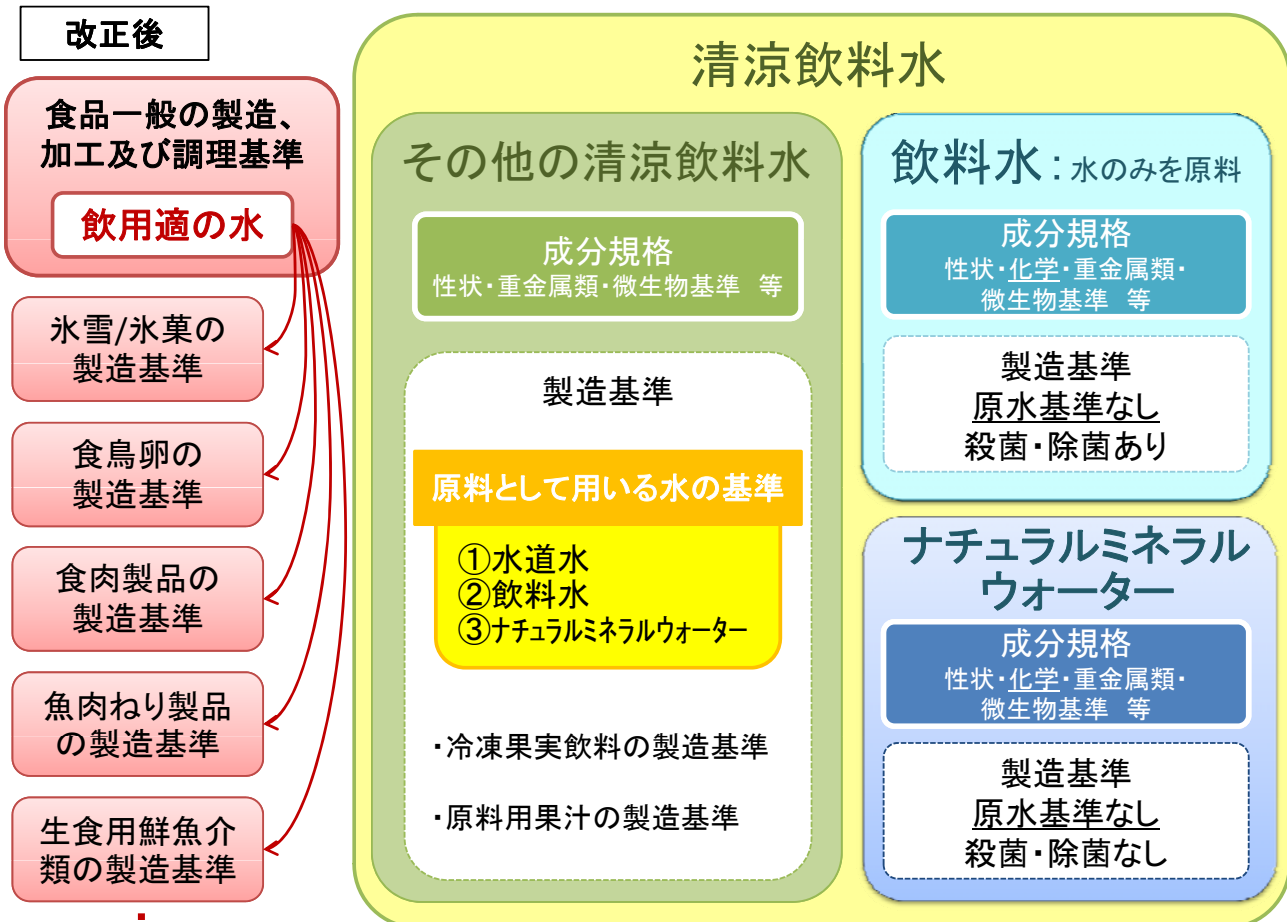 改正後
食品一般の製造、
加工及び調理基準
飲用適の水
氷雪/氷菓の
製造基準
食鳥卵の
製造基準
食肉製品の
製造基準
魚肉ねり製品
の製造基準
生食用鮮魚介
類の製造基準
清涼飲料水
その他の清涼飲料水
成分規格
性状・重金属類・微生物基準 等
製造基準
原料として用いる水の基準
①水道水
②飲料水
③ナチュラルミネラルウォーター
・冷凍果実飲料の製造基準
・原料用果汁の製造基準
飲料水：水のみを原料
成分規格
性状・化学・重金属類・
微生物基準 等
製造基準
原水基準なし
殺菌・除菌あり
ナチュラルミネラル
ウォーター
成分規格
性状・化学・重金属類・
微生物基準 等
製造基準
原水基準なし
殺菌・除菌なし